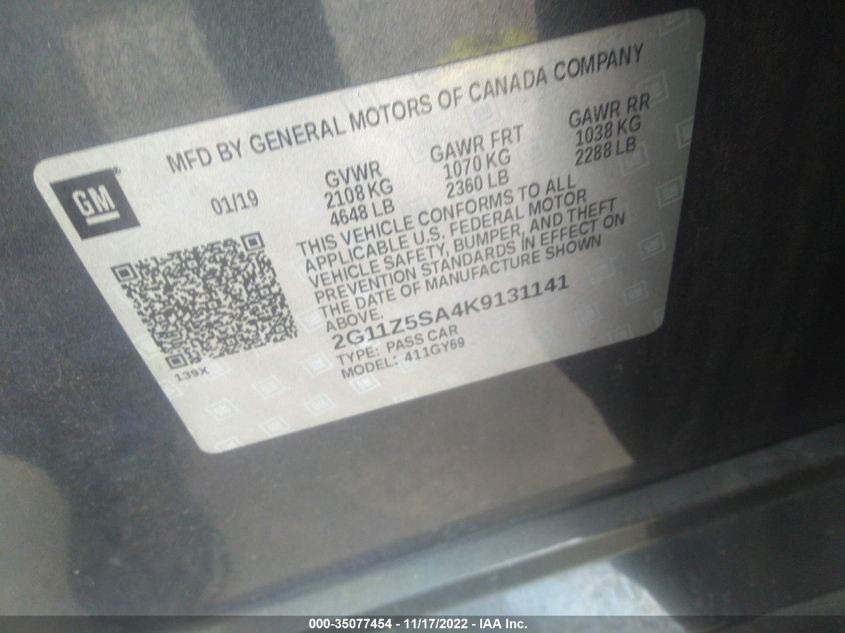 MFD BY GENERAL MOTORS OF CANADA COMPANY
GM
01/19
GVWR
2108 KG
4648 LB
GAWR FRT
1070 KG
2360 LB
GAWR RR
1038 KG
2288 LB
THIS VEHICLE CONFORMS TO ALL
APPLICABLE U.S. FEDERAL MOTOR
VEHICLE SAFETY, BUMPER, AND THEFT
PREVENTION STANDARDS IN EFFECT ON
THE DATE OF MANUFACTURE SHOWN
ABOVE.
2G11Z5SA4K9131141
TYPE: PASS CAR
MODEL: 411GY69
139X
000-35077454 - 11/17/2022 - IAA Inc.